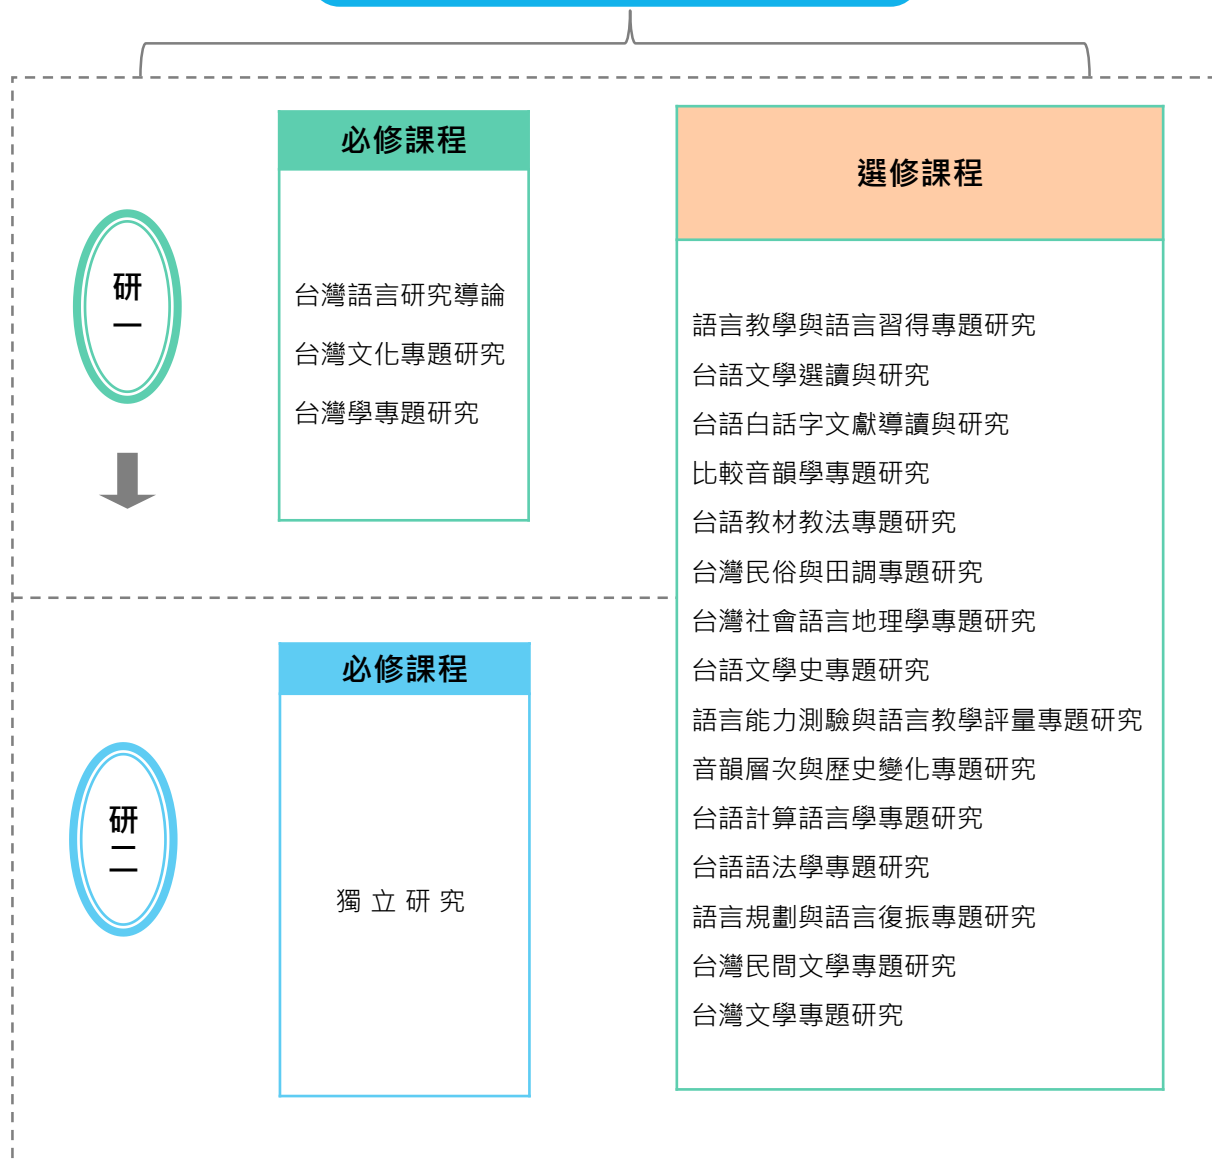 研
一
必修課程
台灣語言研究導論
台灣文化專題研究
台灣學專題研究
研
二
必修課程
獨立研究
選修課程
語言教學與語言習得專題研究
台語文學選讀與研究
台語白話字文獻導讀與研究
比較音韻學專題研究
台語教材教法專題研究
台灣民俗與田調專題研究
台灣社會語言地理學專題研究
台語文學史專題研究
語言能力測驗與語言教學評量專題研究
音韻層次與歷史變化專題研究
台語計算語言學專題研究
台語語法學專題研究
語言規劃與語言復振專題研究
台灣民間文學專題研究
台灣文學專題研究